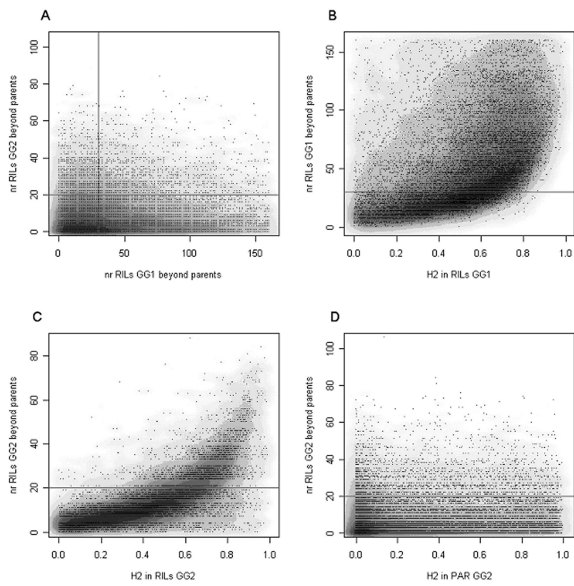 A
nr RILs GG2 beyond parents
100
80
60
40
20
0
0 50 100 150
nr RILs GG1 beyond parents
B
nr RILs GG1 beyond parents
150
100
50
0
0.0 0.2 0.4 0.6 0.8 1.0
H2 in RILs GG1
C
nr RILs GG2 beyond parents
80
60
40
20
0
0.0 0.2 0.4 0.6 0.8 1.0
H2 in RILs GG2
D
nr RILs GG2 beyond parents
100
80
60
40
20
0
0.0 0.2 0.4 0.6 0.8 1.0
H2 in PAR GG2